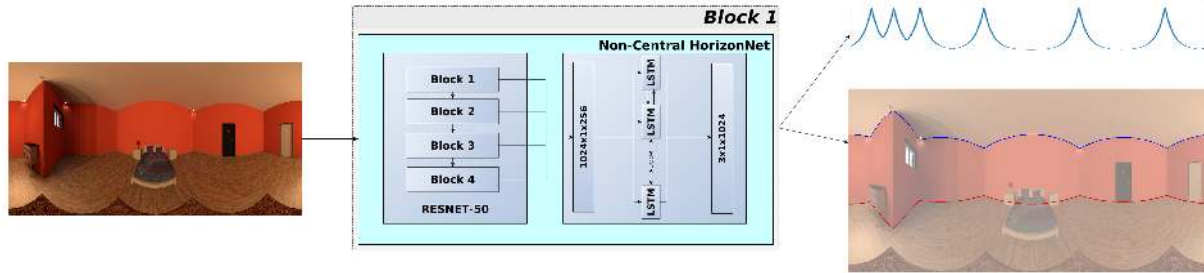 Block 1
Non-Central HorizonNet
Block 1
Block 2
Block 3
Block 4
RESNET-50
1024x1x256
LSTM
LSTM
LSTM
3x1x1024